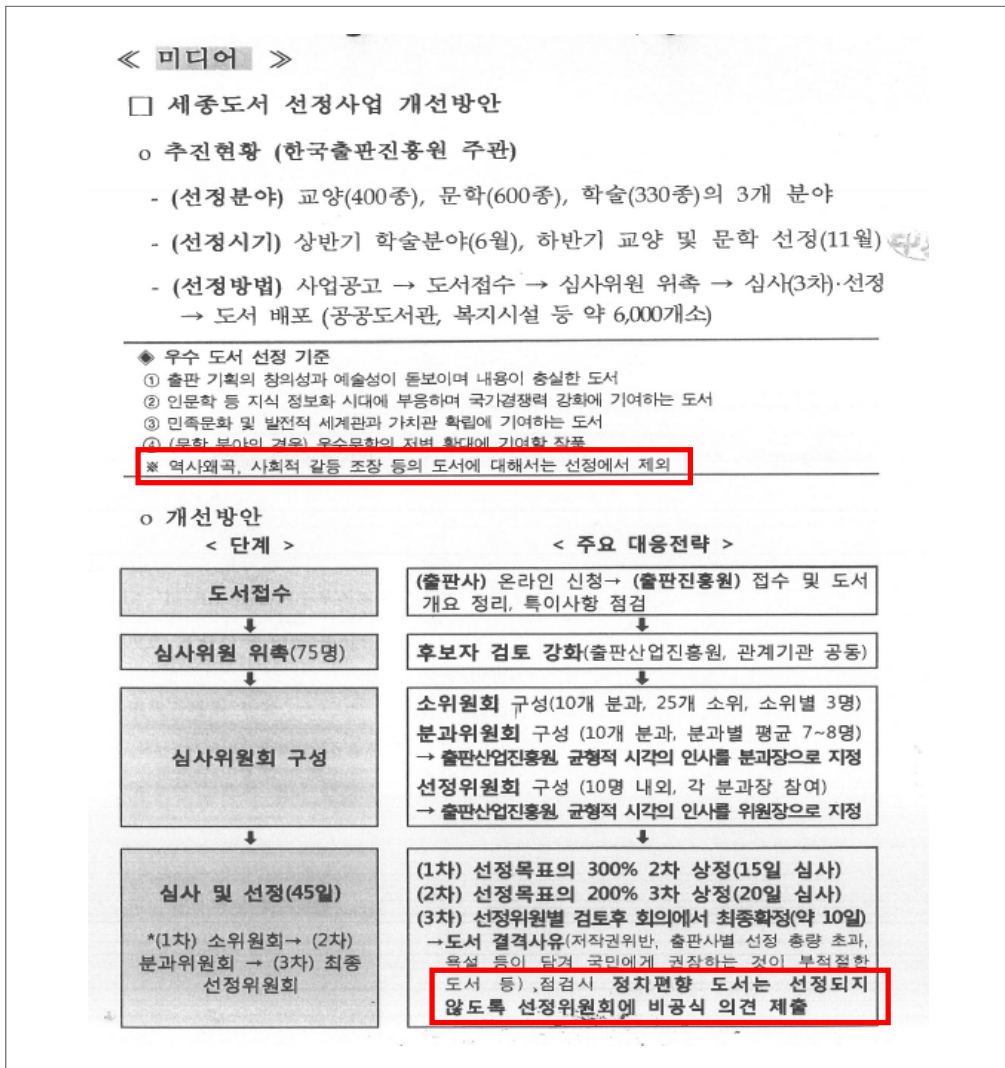 ≪ 미디어 ≫
□ 세종도서 선정사업 개선방안
o 추진현황 (한국출판진흥원 주관)
- (선정분야) 교양(400종), 문학(600종), 학술(330종)의 3개 분야
- (선정시기) 상반기 학술분야(6월), 하반기 교양 및 문학 선정(11월)
- (선정방법) 사업공고 → 도서접수 → 심사위원 위촉 → 심사(3차)·선정
→ 도서 배포 (공공도서관, 복지시설 등 약 6,000개소)
◈ 우수 도서 선정 기준
① 출판 기획의 창의성과 예술성이 돋보이며 내용이 충실한 도서
② 인문학 등 지식 정보화 시대에 부응하며 국가경쟁력 강화에 기여하는 도서
③ 민족문화 및 발전적 세계관과 가치관 확립에 기여하는 도서
④ (문학 분야의 경우) 우수문학의 저변 확대에 기여할 작품
※ 역사왜곡, 사회적 갈등 조장 등의 도서에 대해서는 선정에서 제외
o 개선방안
< 단계 >
< 주요 대응전략 >
도서접수
(출판사) 온라인 신청→ (출판진흥원) 접수 및 도서
개요 정리, 특이사항 점검
심사위원 위촉(75명)
후보자 검토 강화(출판산업진흥원, 관계기관 공동)
심사위원회 구성
소위원회 구성(10개 분과, 25개 소위, 소위별 3명)
분과위원회 구성 (10개 분과, 분과별 평균 7~8명)
→ 출판산업진흥원, 균형적 시각의 인사를 분과장으로 지정
선정위원회 구성 (10명 내외, 각 분과장 참여)
→ 출판산업진흥원, 균형적 시각의 인사를 위원장으로 지정
심사 및 선정(45일)
*(1차) 소위원회→ (2차)
분과위원회 → (3차) 최종
선정위원회
(1차) 선정목표의 300% 2차 상정(15일 심사)
(2차) 선정목표의 200% 3차 상정(20일 심사)
(3차) 선정위원별 검토후 회의에서 최종확정(약 10일)
→도서 결격사유(저작권위반, 출판사별 선정 총량 초과,
욕설 등이 담겨 국민에게 권장하는 것이 부적절한
도서 등) 점검시 정치편향 도서는 선정되지
않도록 선정위원회에 비공식 의견 제출